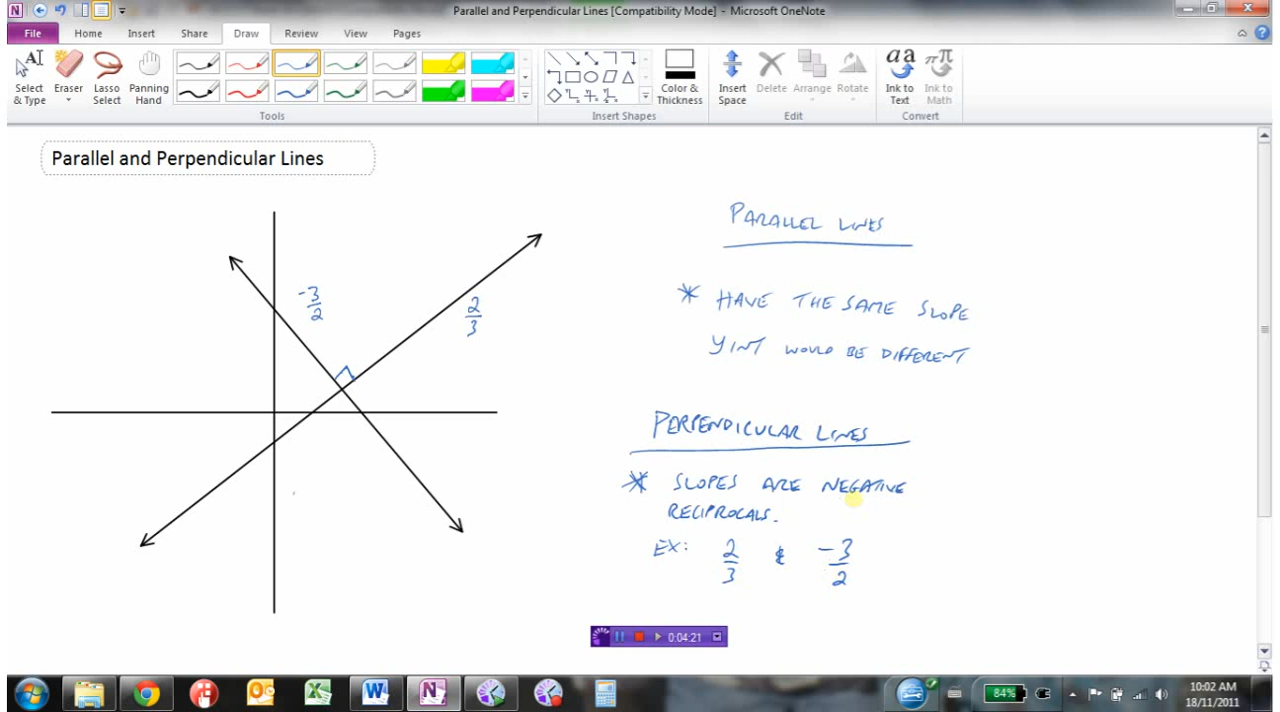 Parallel and Perpendicular Lines [Compatibility Mode] - Microsoft OneNote
File Home Insert Share Draw Review View Pages
Select & Type
Eraser
Lasso Select
Panning Hand
Color & Thickness
Insert Space
Delete
Arrange
Rotate
Ink to Text
Ink to Math
Tools
Insert Shapes
Edit
Convert
Parallel and Perpendicular Lines
-3/2
2/3
PARALLEL LINES
* HAVE THE SAME SLOPE
YINT WOULD BE DIFFERENT
PERPENDICULAR LINES
* SLOPES ARE NEGATIVE
RECIPROCALS.
EX: 2/3 & -3/2
0:04:21
84%
10:02 AM
18/11/2011